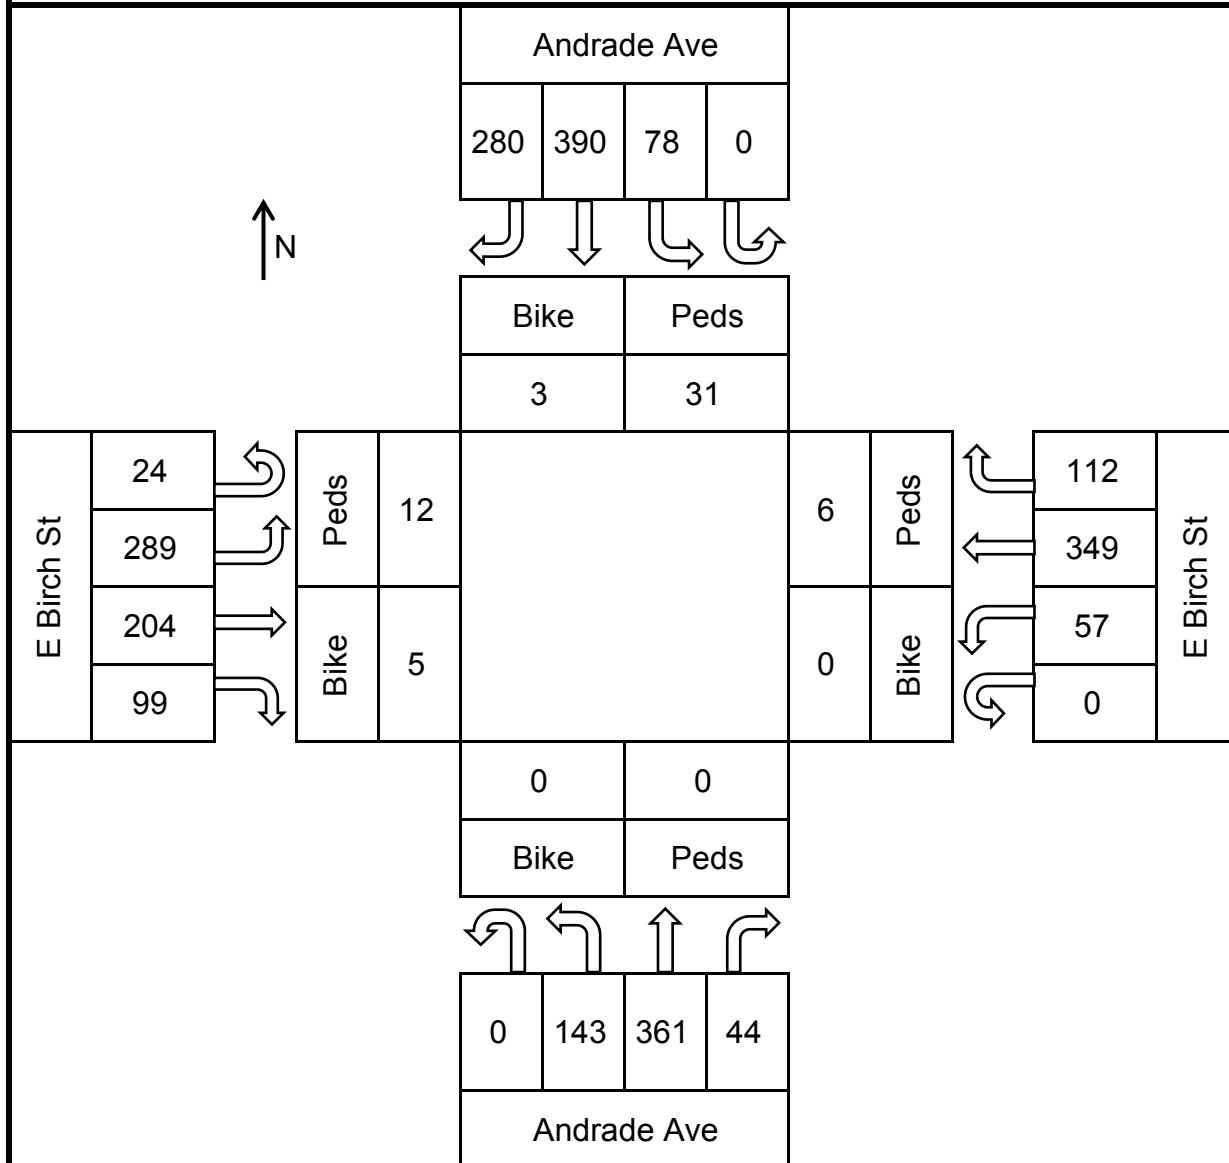 Andrade Ave
280 390 78 0
N
Bike Peds
3 31
E Birch St
24
289
204
99
Peds 12
Bike 5
6 Peds
0 Bike
112
349
57
0
E Birch St
0 0
Bike Peds
0 143 361 44
Andrade Ave